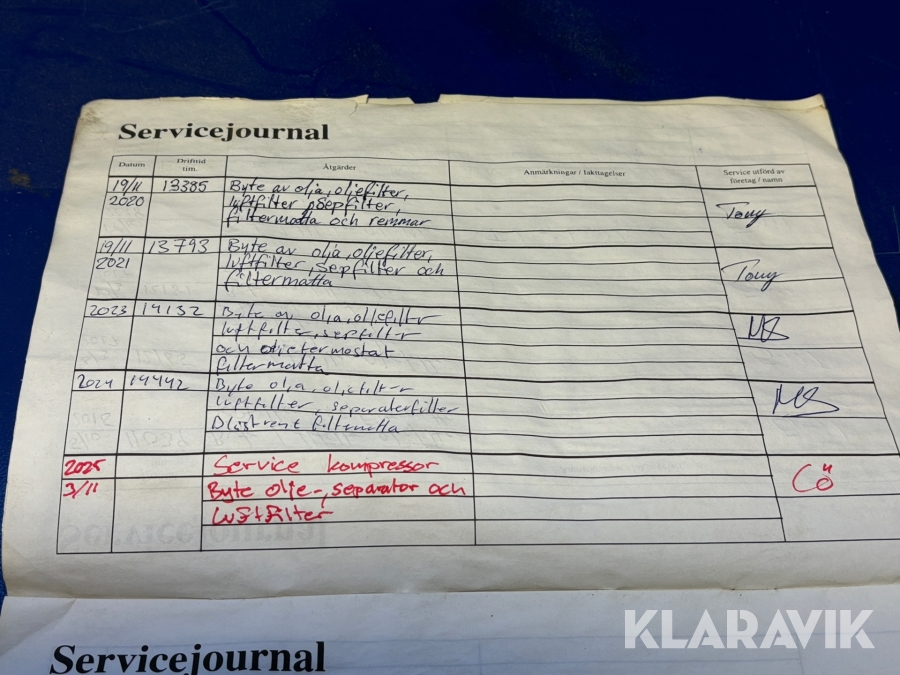 Servicejournal
Datum Drifttid tim. Åtgärder Anmärkningar / Iakttagelser Service utförd av företag / namn
19/11 13385 Byte av olja, oljefilter,
2020 luftfilter, sepfilter, Tony
filtermatta och remmar
19/11 13793 Byte av olja, oljefilter,
2021 luftfilter, sepfilter och Tony
filtermatta
2023 14132 Byte av olja, oljefilter
luftfilter, sepfilter
och oljetermostat
filtermatta
2024 14442 Byte olja, oljefilter
luftfilter, separaterfilter
Blåst rent filtermatta
2025 Service kompressor CÖ
3/11 Byte olje-, separator och
luftfilter
Servicejournal
KLARAVIK